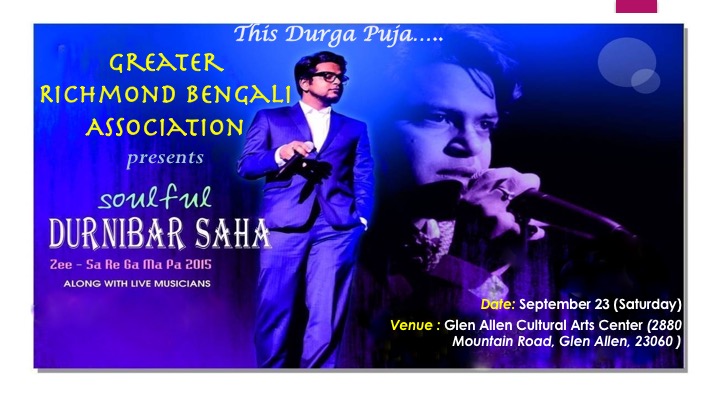 This Durga Puja.....
GREATER
RICHMOND BENGALI
ASSOCIATION
presents
soulful
DURNIBAR SAHA
Zee - Sa Re Ga Ma Pa 2015
ALONG WITH LIVE MUSICIANS
Date: September 23 (Saturday)
Venue : Glen Allen Cultural Arts Center (2880
Mountain Road, Glen Allen, 23060 )